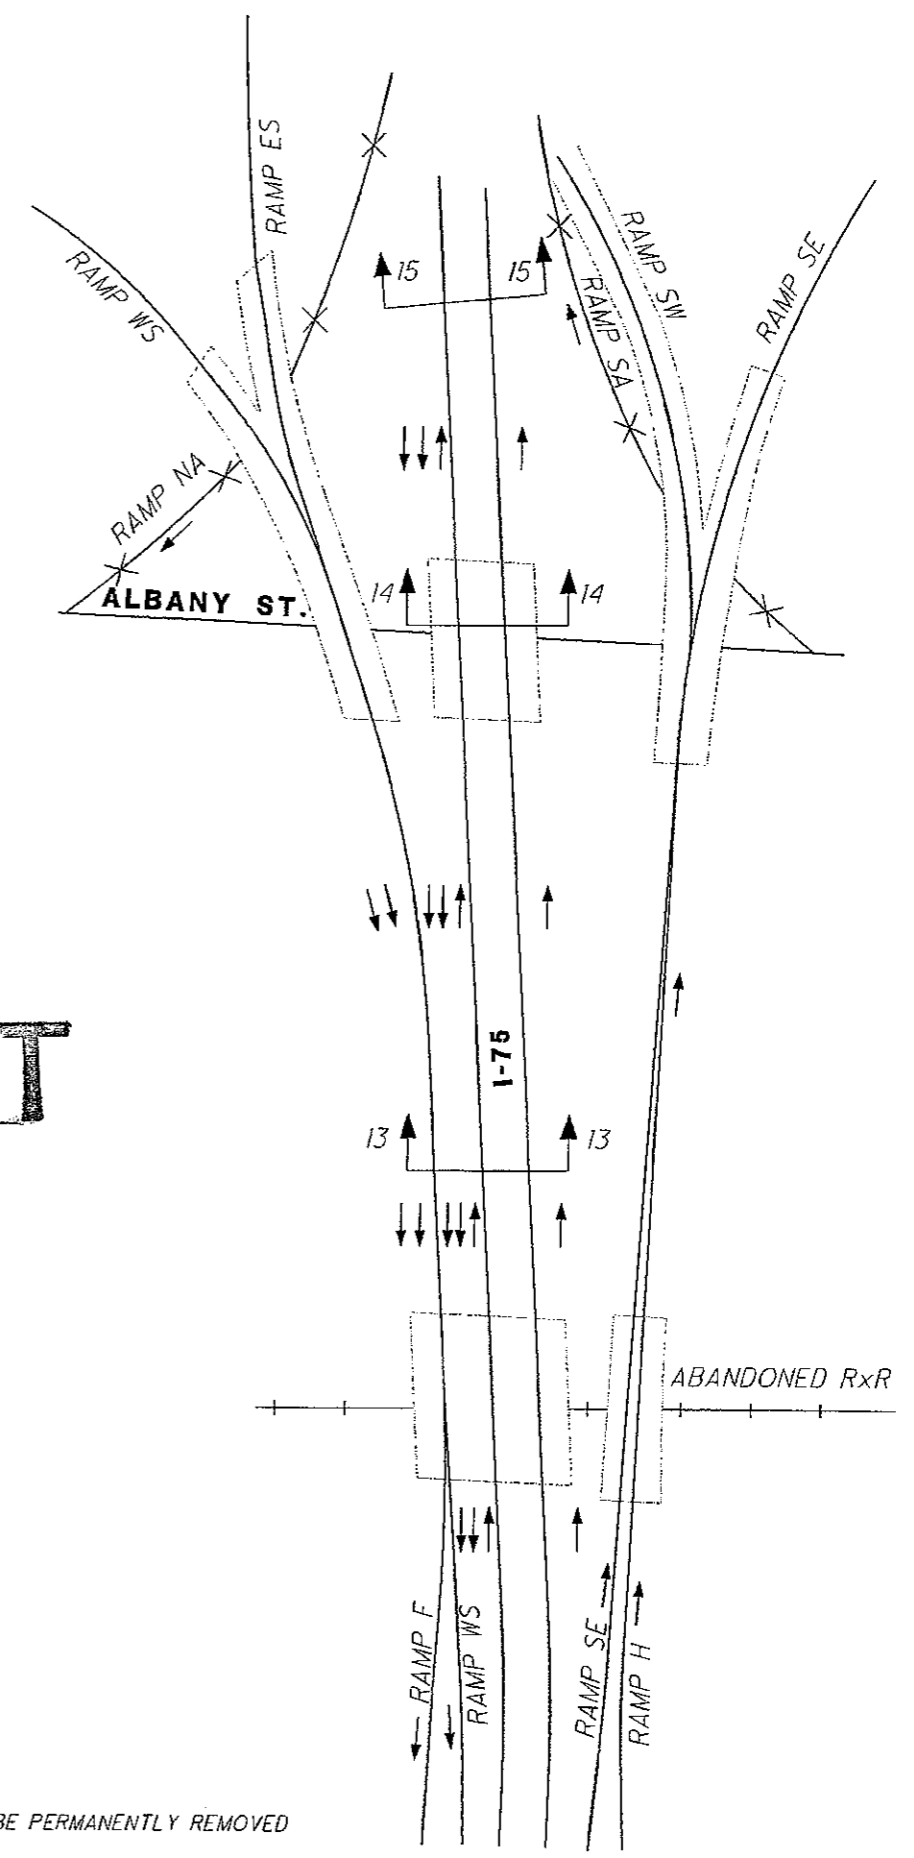 RAMP ES
RAMP WS
RAMP SW
RAMP SE
15
15
RAMP SA
RAMP NA
14
14
ALBANY ST.
I-75
13
13
ABANDONED RxR
RAMP F
RAMP WS
RAMP SE
RAMP H
BE PERMANENTLY REMOVED